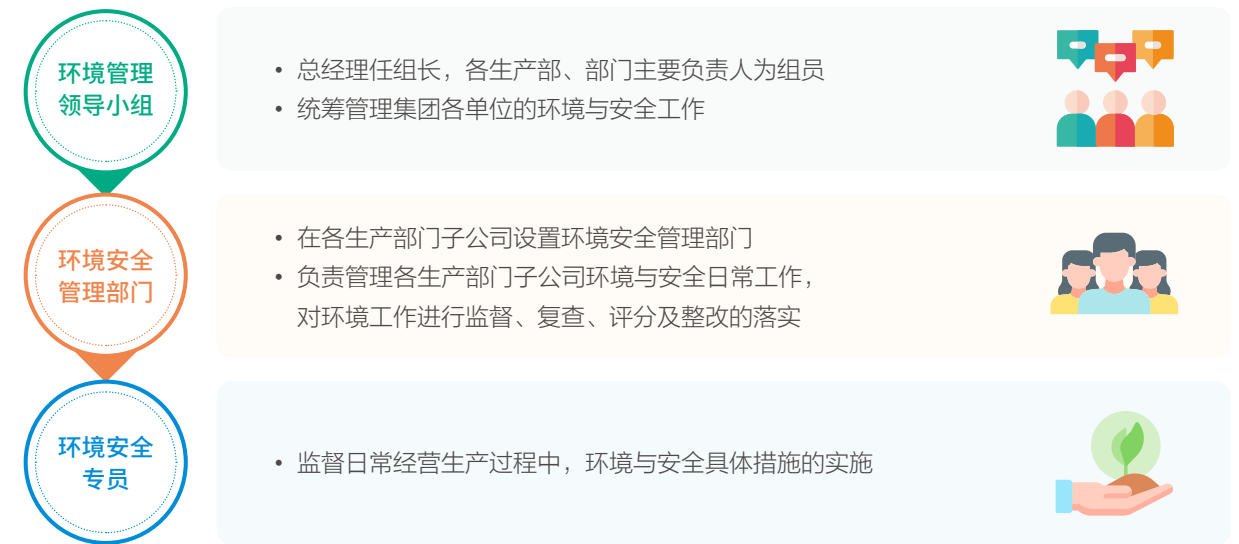 环境管理
领导小组
• 总经理任组长，各生产部、部门主要负责人为组员
• 统筹管理集团各单位的环境与安全工作
环境安全
管理部门
• 在各生产部门子公司设置环境安全管理部门
• 负责管理各生产部门子公司环境与安全日常工作，
对环境工作进行监督、复查、评分及整改的落实
环境安全
专员
• 监督日常经营生产过程中，环境与安全具体措施的实施